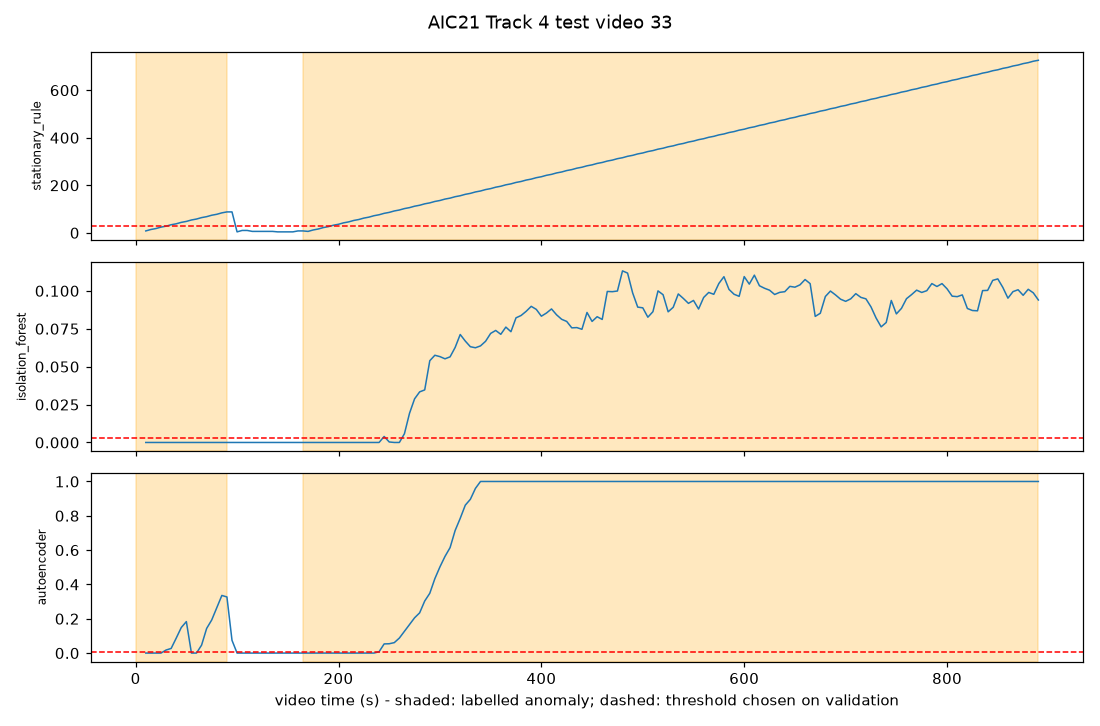 AIC21 Track 4 test video 33
stationary_rule
600
400
200
0
isolation_forest
0.100
0.075
0.050
0.025
0.000
autoencoder
1.0
0.8
0.6
0.4
0.2
0.0
0 200 400 600 800
video time (s) - shaded: labelled anomaly; dashed: threshold chosen on validation